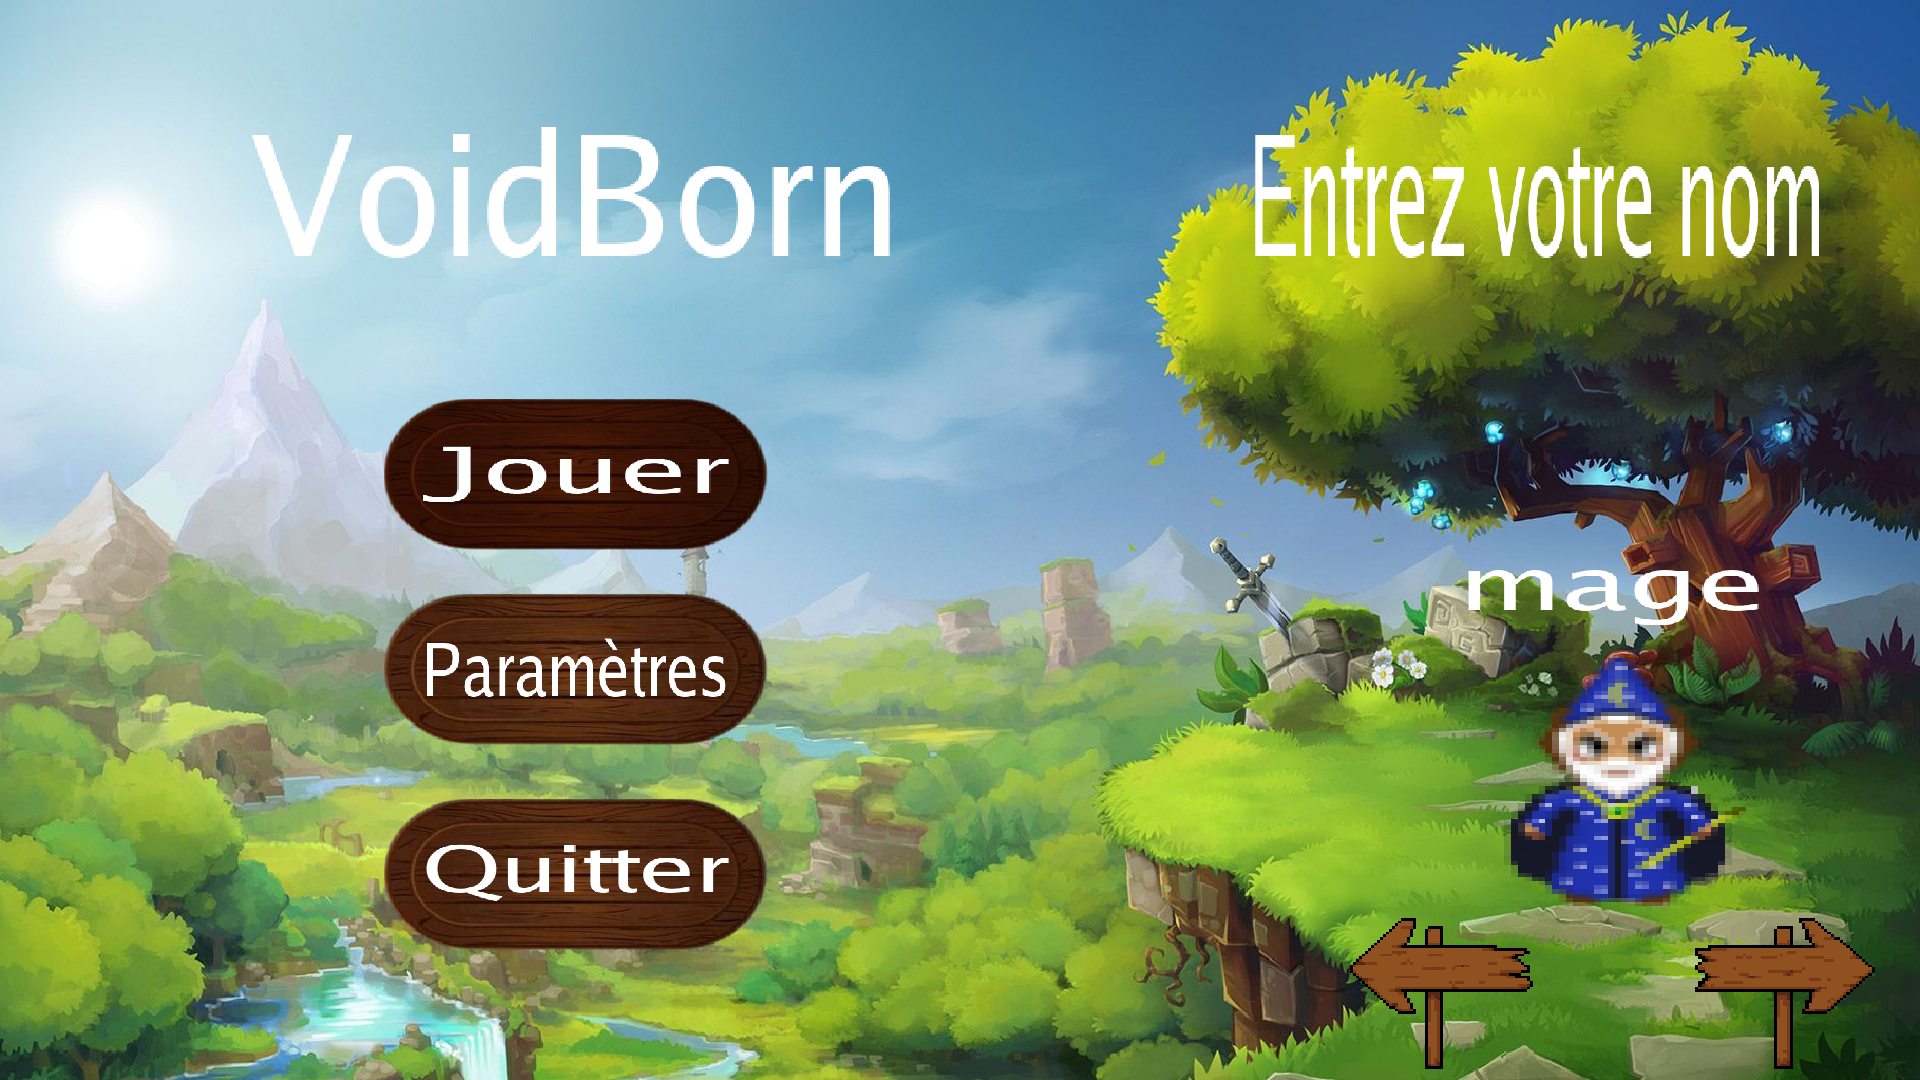 VoidBorn
Entrez votre nom
Jouer
Paramètres
Quitter
mage